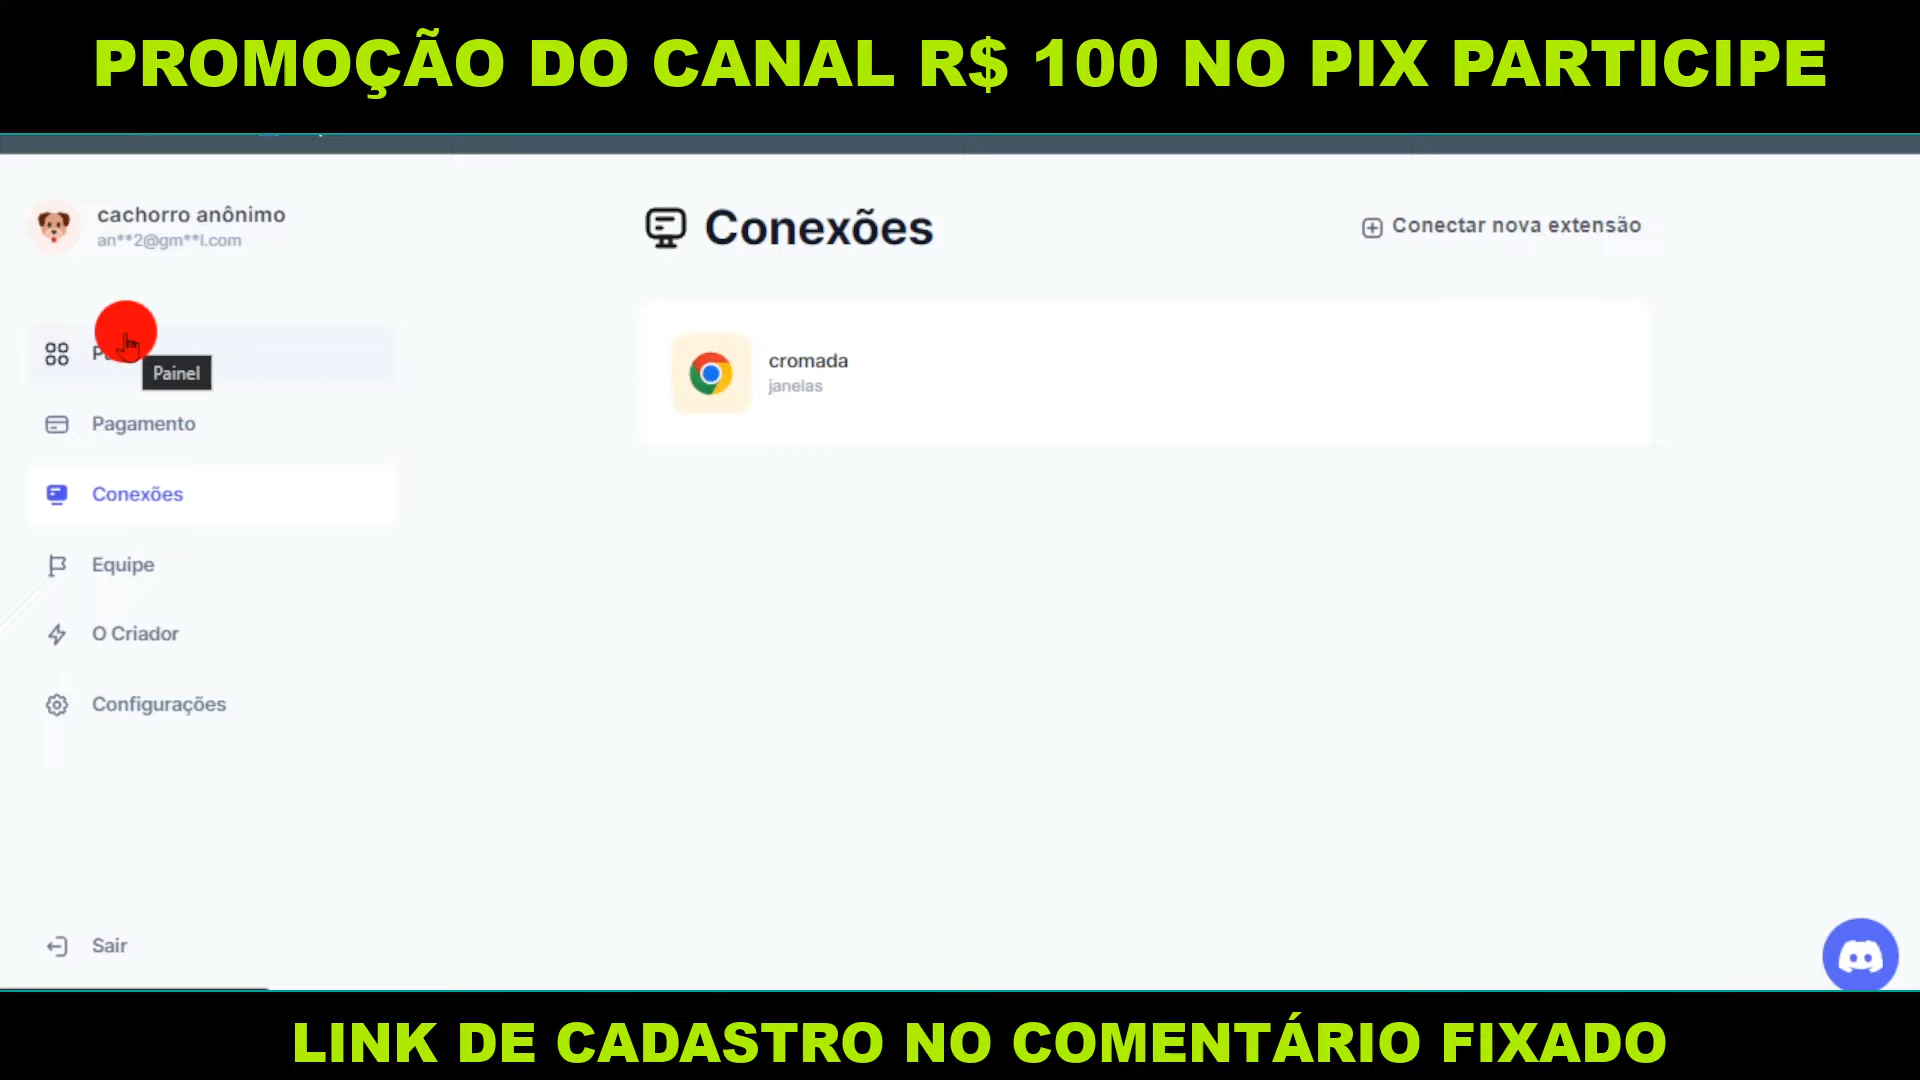 PROMOÇÃO DO CANAL R$ 100 NO PIX PARTICIPE
cachorro anônimo
an**2@gm**l.com
Conexões
Conectar nova extensão
cromada
janelas
Painel
Pagamento
Conexões
Equipe
O Criador
Configurações
Sair
LINK DE CADASTRO NO COMENTÁRIO FIXADO